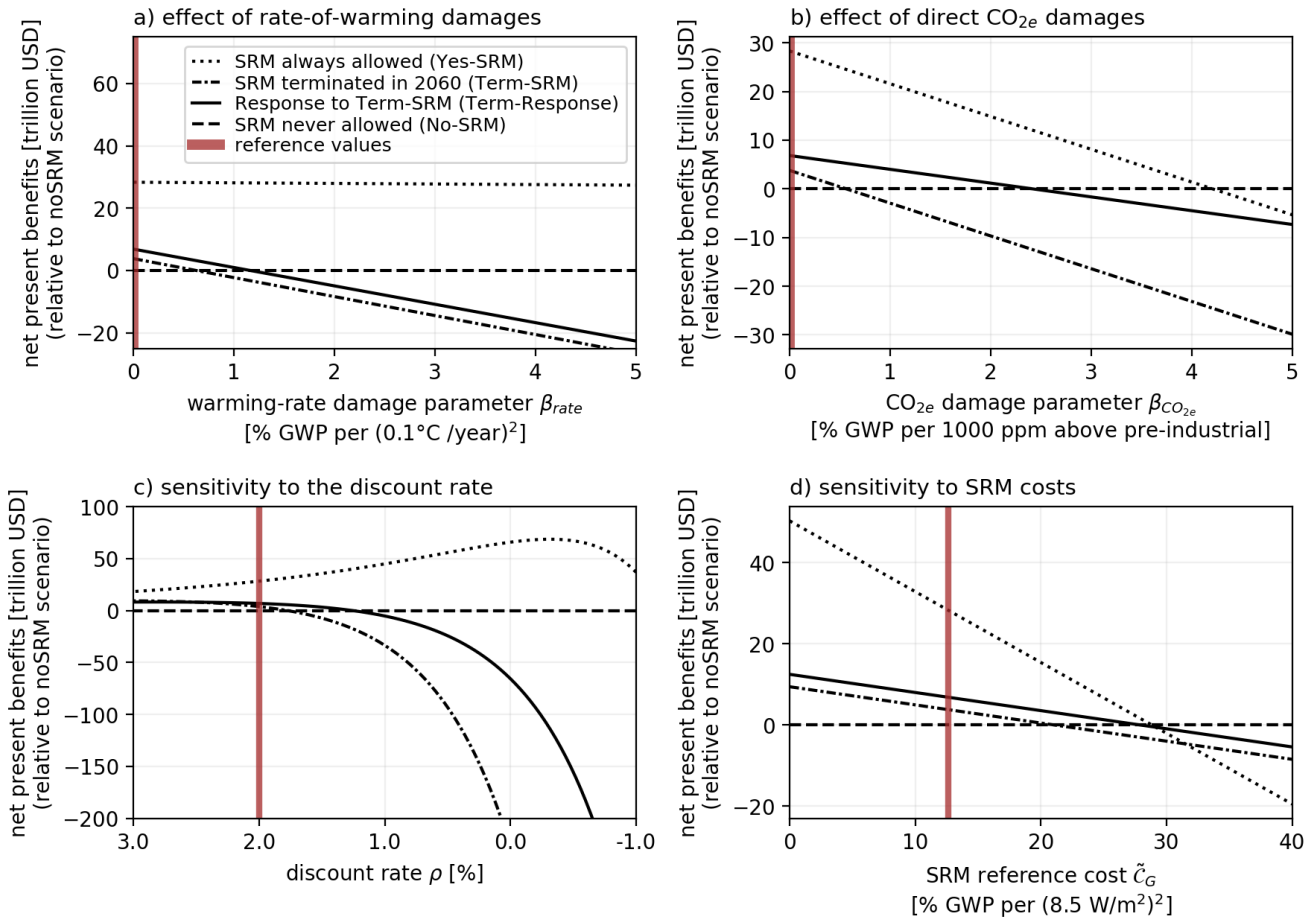 a) effect of rate-of-warming damages
net present benefits [trillion USD]
(relative to noSRM scenario)
60
40
20
0
−20
SRM always allowed (Yes-SRM)
SRM terminated in 2060 (Term-SRM)
Response to Term-SRM (Term-Response)
SRM never allowed (No-SRM)
reference values
0 1 2 3 4 5
warming-rate damage parameter β_rate
[% GWP per (0.1°C /year)²]
b) effect of direct CO₂ₑ damages
net present benefits [trillion USD]
(relative to noSRM scenario)
30
20
10
0
−10
−20
−30
0 1 2 3 4 5
CO₂ₑ damage parameter β_CO₂ₑ
[% GWP per 1000 ppm above pre-industrial]
c) sensitivity to the discount rate
net present benefits [trillion USD]
(relative to noSRM scenario)
100
50
0
−50
−100
−150
−200
3.0 2.0 1.0 0.0 -1.0
discount rate ρ [%]
d) sensitivity to SRM costs
net present benefits [trillion USD]
(relative to noSRM scenario)
40
20
0
−20
0 10 20 30 40
SRM reference cost C̃_G
[% GWP per (8.5 W/m²)²]